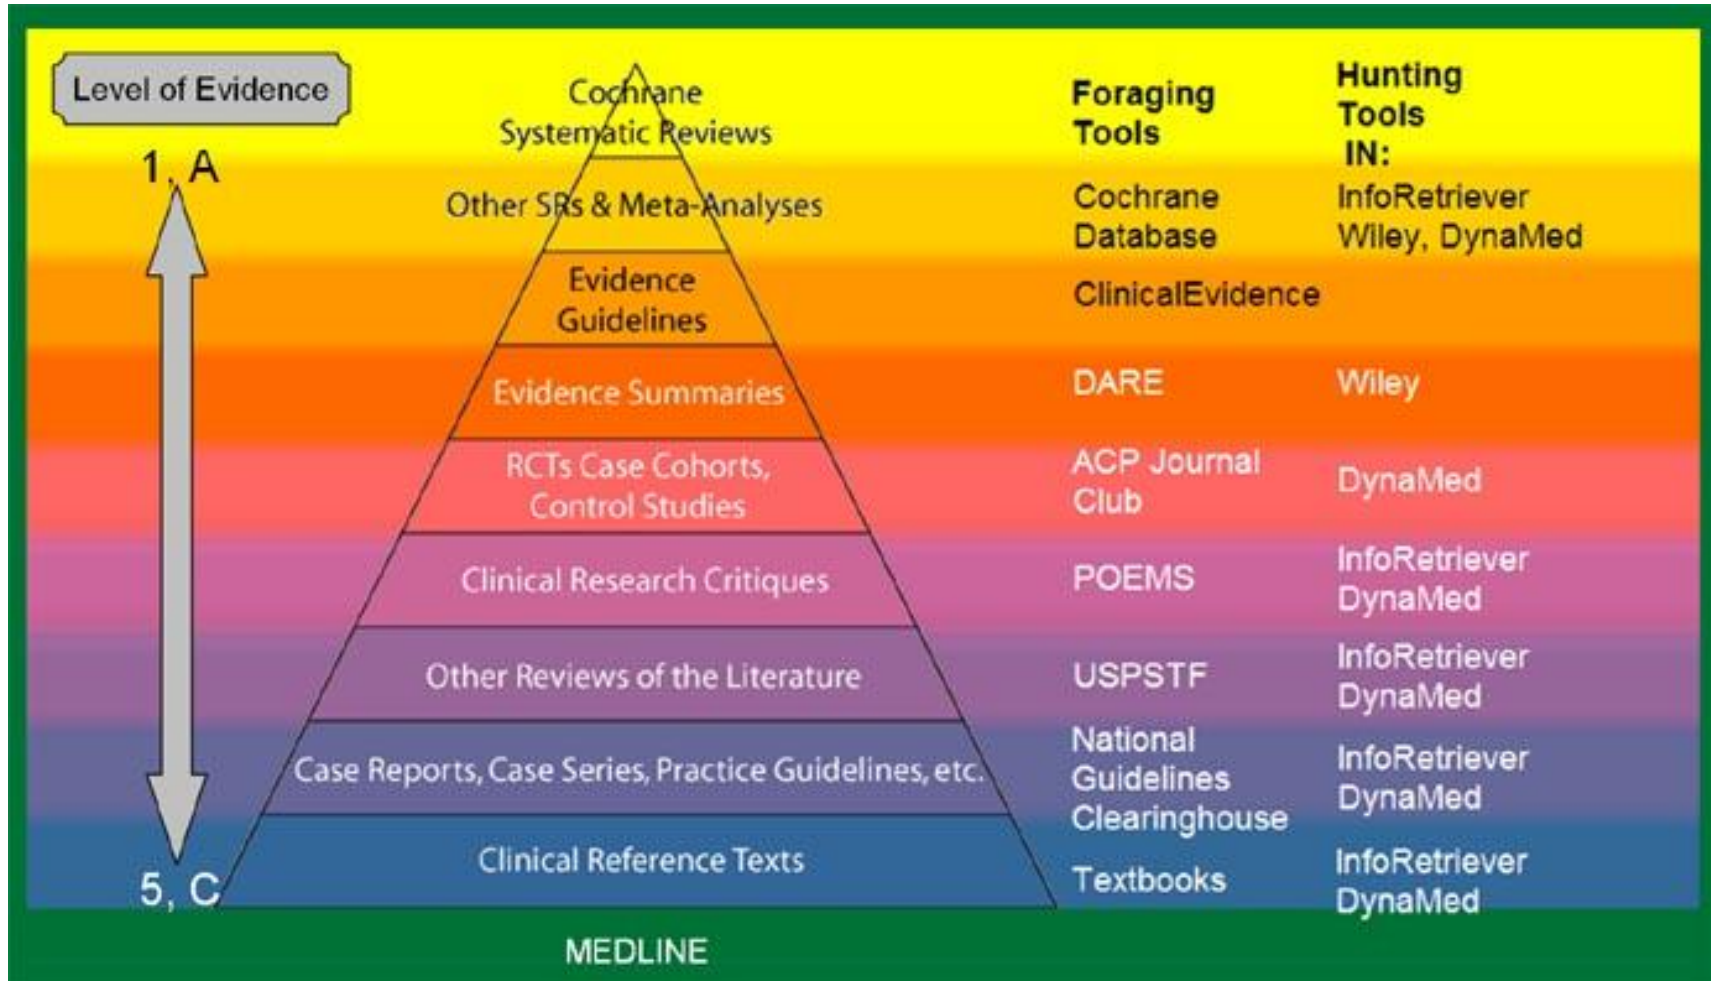 Level of Evidence
1, A
5, C
Cochrane
Systematic Reviews
Other SRs & Meta-Analyses
Evidence
Guidelines
Evidence Summaries
RCTs Case Cohorts,
Control Studies
Clinical Research Critiques
Other Reviews of the Literature
Case Reports, Case Series, Practice Guidelines, etc.
Clinical Reference Texts
Foraging
Tools
Cochrane
Database
ClinicalEvidence
DARE
ACP Journal
Club
POEMS
USPSTF
National
Guidelines
Clearinghouse
Textbooks
Hunting
Tools
IN:
InfoRetriever
Wiley, DynaMed
Wiley
DynaMed
InfoRetriever
DynaMed
InfoRetriever
DynaMed
InfoRetriever
DynaMed
InfoRetriever
DynaMed
MEDLINE